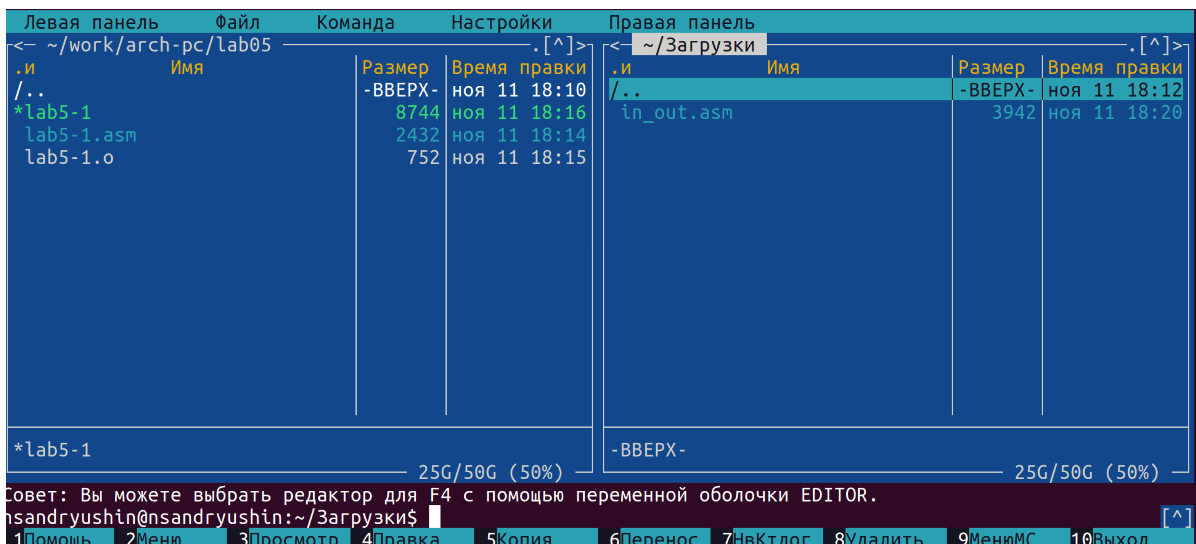 Левая панель Файл Команда Настройки Правая панель
<— ~/work/arch-pc/lab05 .[^]>
.и Имя Размер Время правки
/.. -ВВЕРХ- ноя 11 18:10
*lab5-1 8744 ноя 11 18:16
lab5-1.asm 2432 ноя 11 18:14
lab5-1.o 752 ноя 11 18:15
*lab5-1
25G/50G (50%)
<— ~/Загрузки .[^]>
.и Имя Размер Время правки
/.. -ВВЕРХ- ноя 11 18:12
in_out.asm 3942 ноя 11 18:20
-ВВЕРХ-
25G/50G (50%)
Совет: Вы можете выбрать редактор для F4 с помощью переменной оболочки EDITOR.
nsandryushin@nsandryushin:~/Загрузки$ [^]
1Помощь 2Меню 3Просмотр 4Правка 5Копия 6Перенос 7НвКтлог 8Удалить 9МенюMC 10Выход